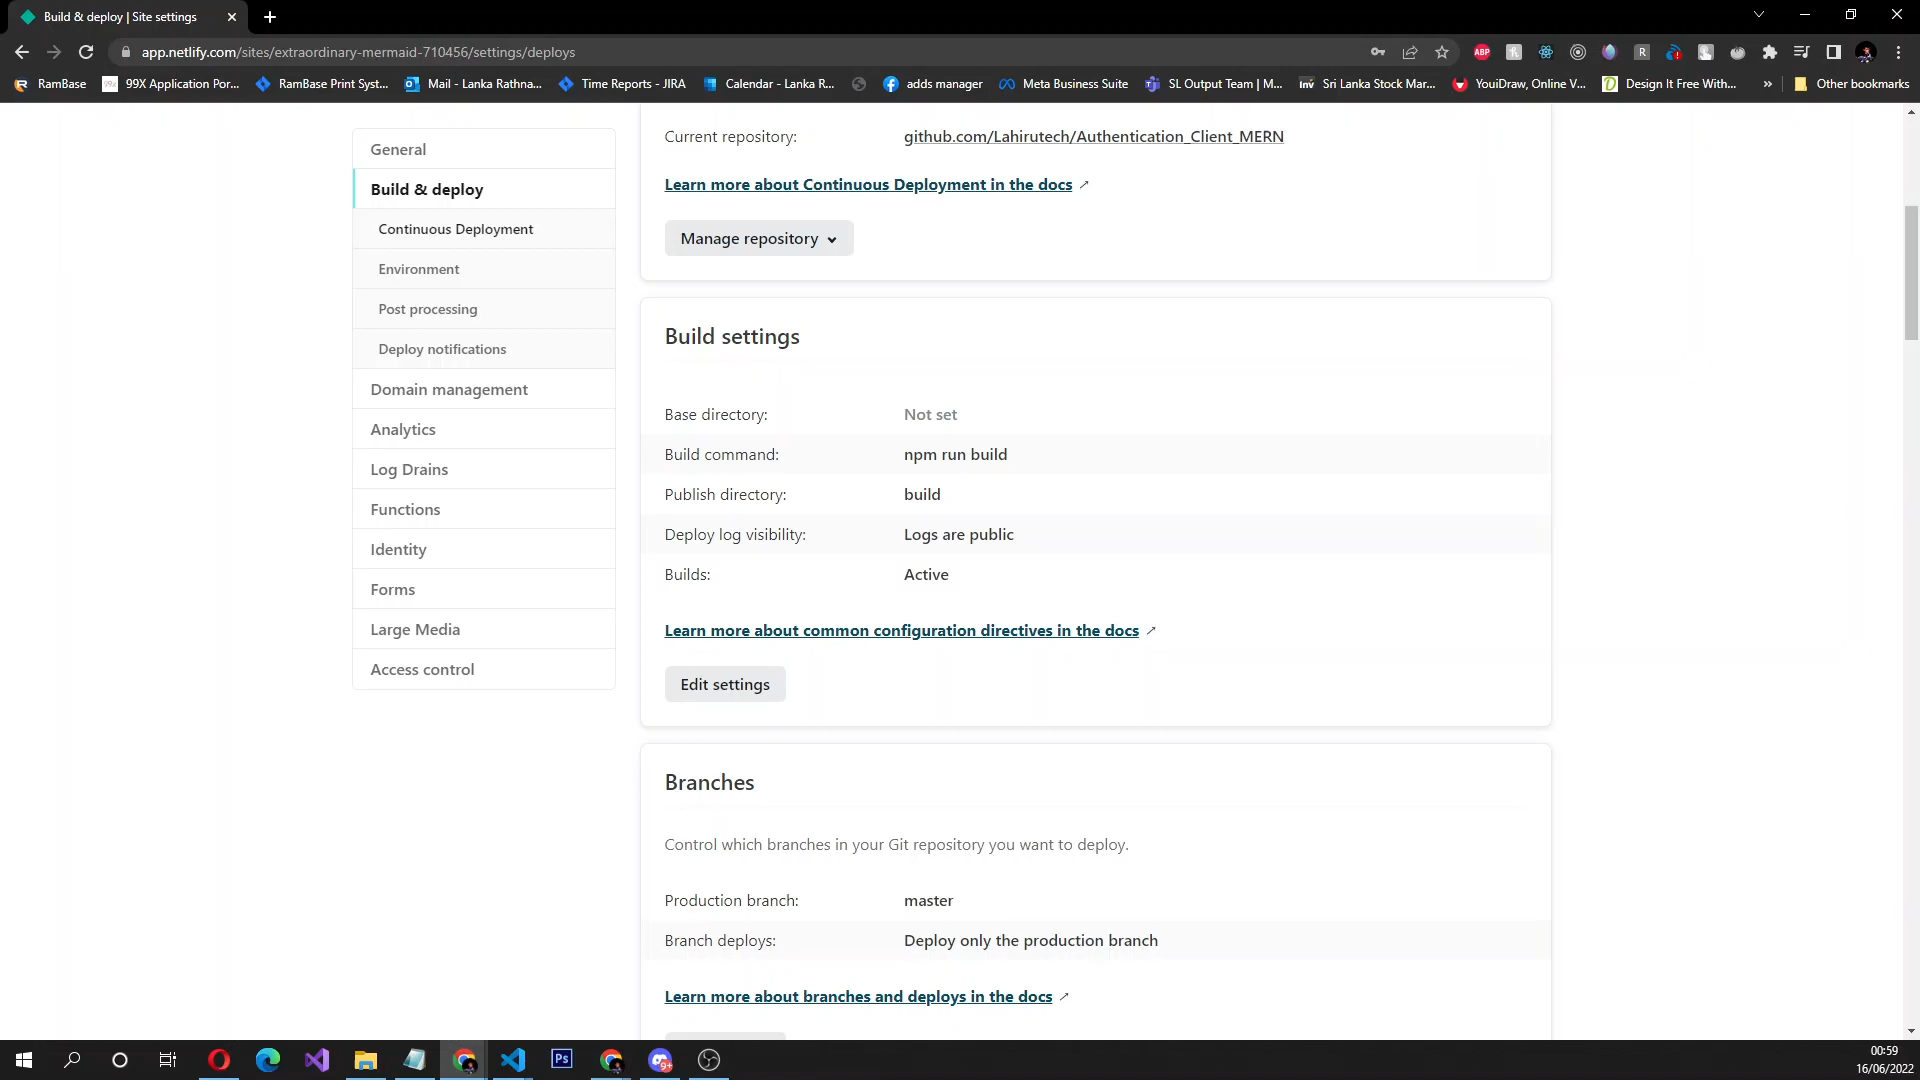 Build & deploy | Site settings
app.netlify.com/sites/extraordinary-mermaid-710456/settings/deploys
RamBase
99X Application Por...
RamBase Print Syst...
Mail - Lanka Rathna...
Time Reports - JIRA
Calendar - Lanka R...
adds manager
Meta Business Suite
SL Output Team | M...
Sri Lanka Stock Mar...
YouiDraw, Online V...
Design It Free With...
»
Other bookmarks
General
Build & deploy
Continuous Deployment
Environment
Post processing
Deploy notifications
Domain management
Analytics
Log Drains
Functions
Identity
Forms
Large Media
Access control
Current repository: github.com/Lahirutech/Authentication_Client_MERN
Learn more about Continuous Deployment in the docs
Manage repository
Build settings
Base directory: Not set
Build command: npm run build
Publish directory: build
Deploy log visibility: Logs are public
Builds: Active
Learn more about common configuration directives in the docs
Edit settings
Branches
Control which branches in your Git repository you want to deploy.
Production branch: master
Branch deploys: Deploy only the production branch
Learn more about branches and deploys in the docs
00:59
16/06/2022